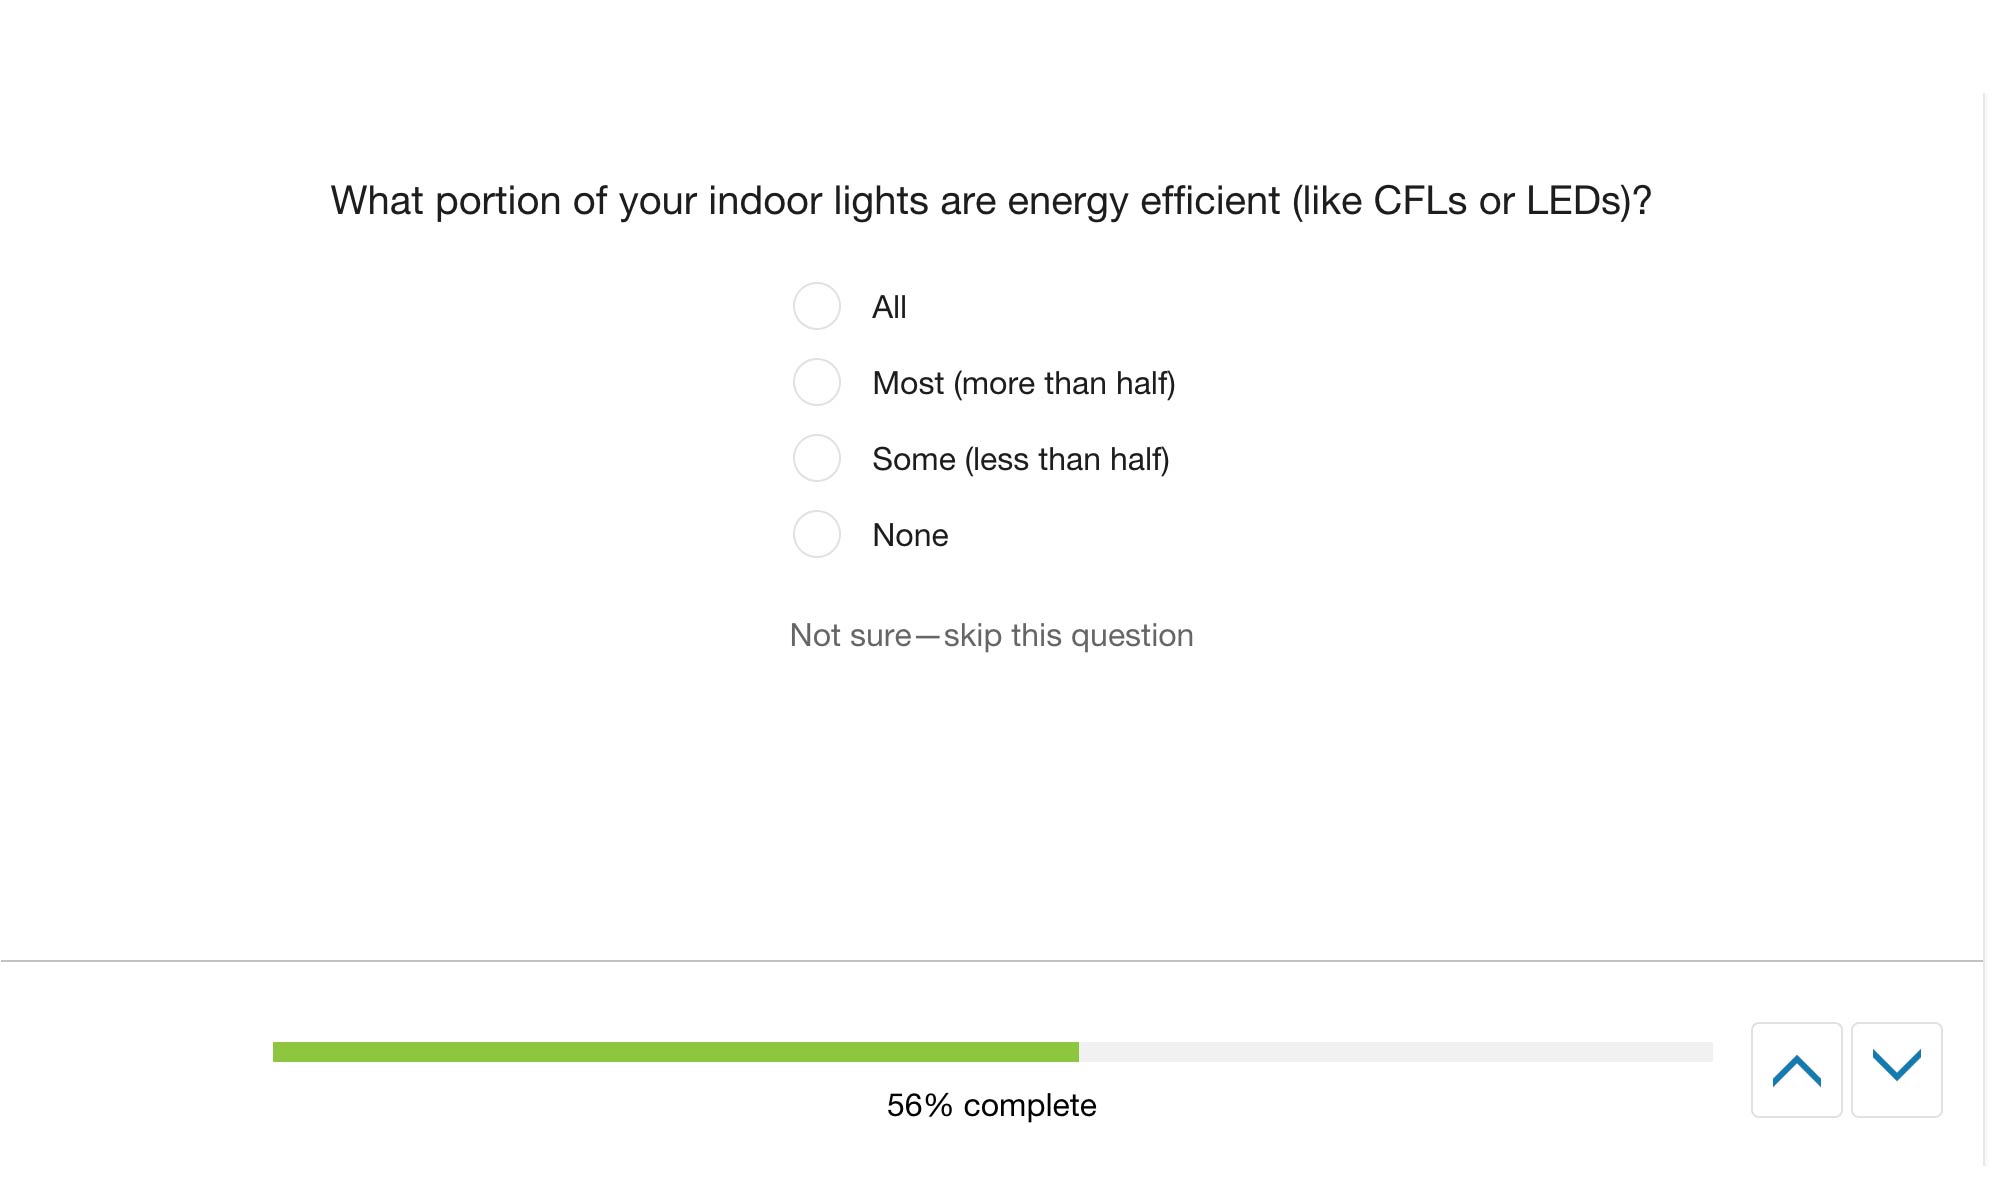 What portion of your indoor lights are energy efficient (like CFLs or LEDs)?
All
Most (more than half)
Some (less than half)
None
Not sure—skip this question
56% complete